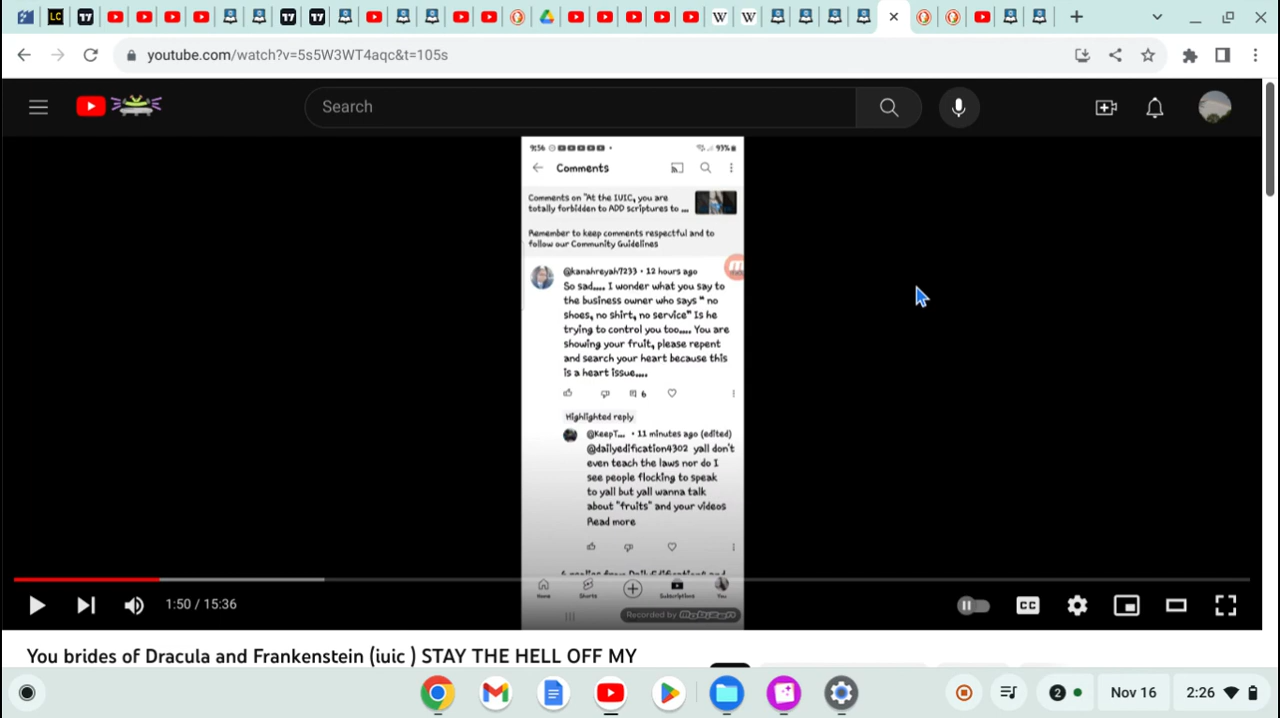 youtube.com/watch?v=5s5W3WT4aqc&t=105s
Search
9:56
93%
Comments
Comments on "At the IUIC, you are
totally forbidden to ADD scriptures to ...
Remember to keep comments respectful and to
follow our Community Guidelines
@kanahreyah7233 • 12 hours ago
So sad.... I wonder what you say to
the business owner who says " no
shoes, no shirt, no service" Is he
trying to control you too.... You are
showing your fruit, please repent
and search your heart because this
is a heart issue....
6
Highlighted reply
@KeepT... • 11 minutes ago (edited)
@dailyedification4302 yall don't
even teach the laws nor do I
see people flocking to speak
to yall but yall wanna talk
about "fruits" and your videos
Read more
Home
Shorts
Subscriptions
You
Recorded by
1:50 / 15:36
CC
You brides of Dracula and Frankenstein (iuic ) STAY THE HELL OFF MY
2
Nov 16
2:26